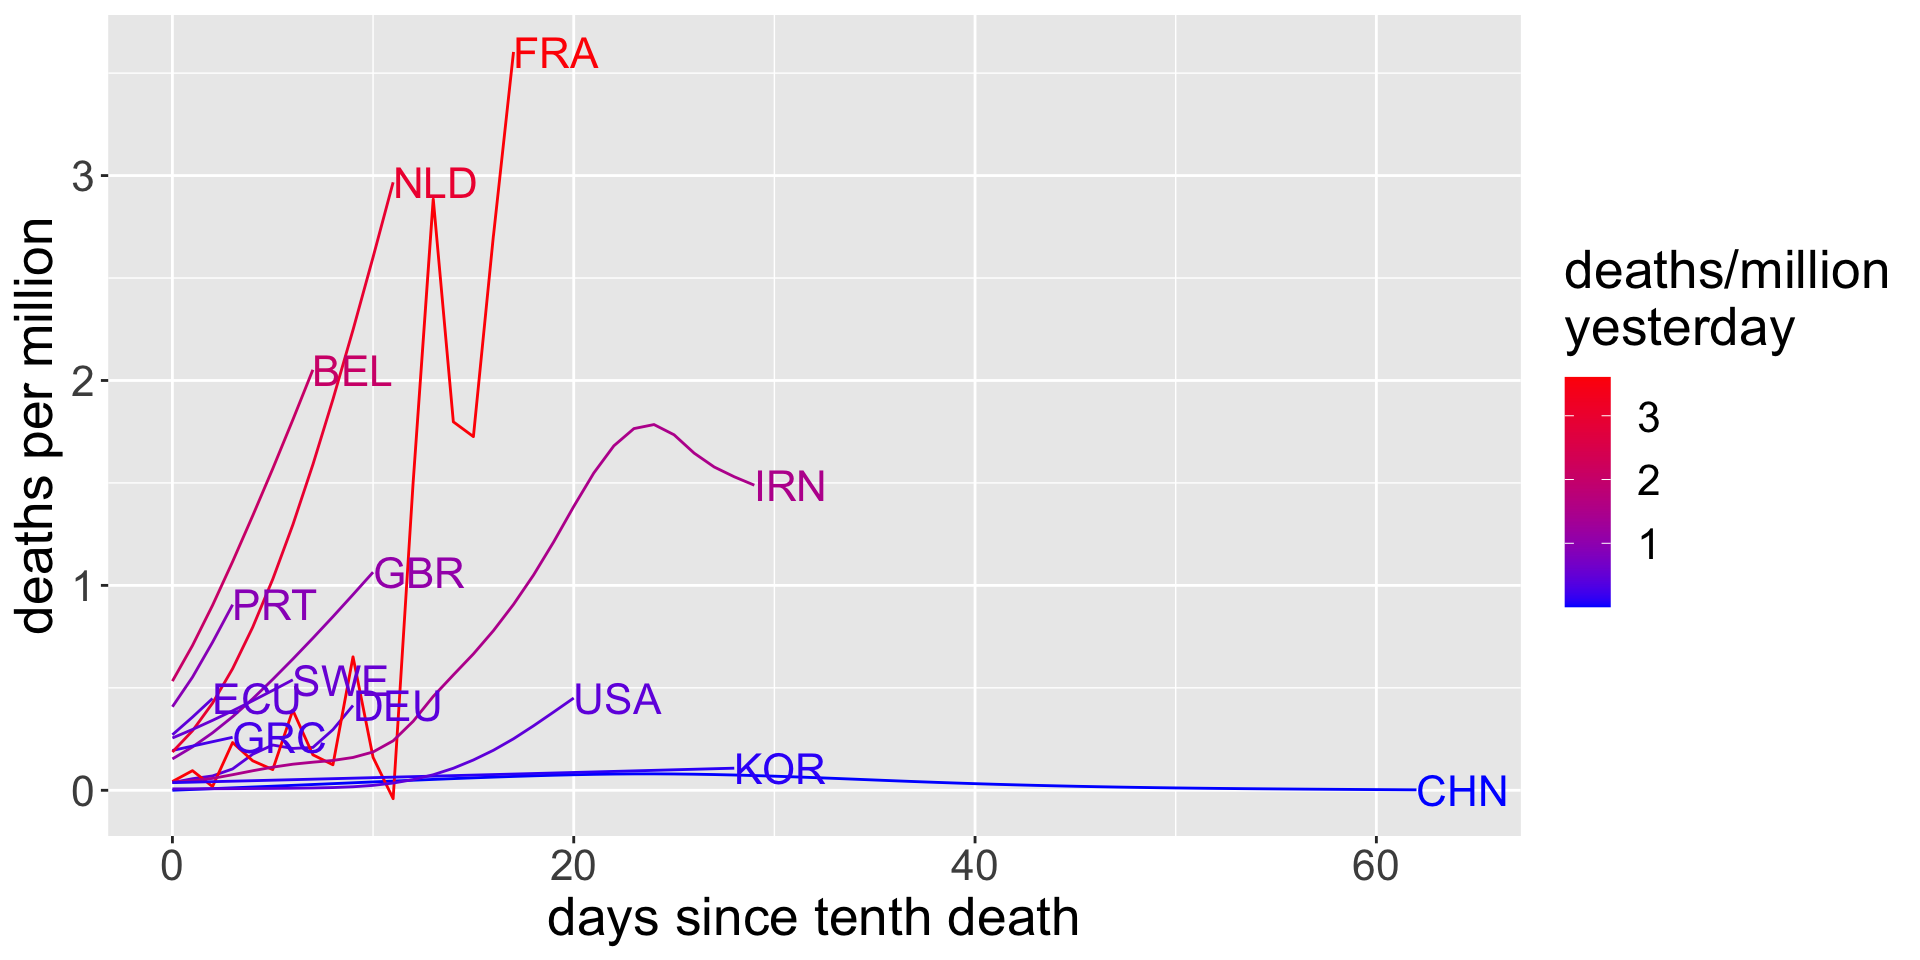 FRA
3
NLD
deaths/million
yesterday
deaths per million
2
BEL
3
IRN
2
GBR
1
1
PRT
SWE
ECU
DEU
USA
GRC
KOR
0
CHN
0
20
40
60
days since tenth death